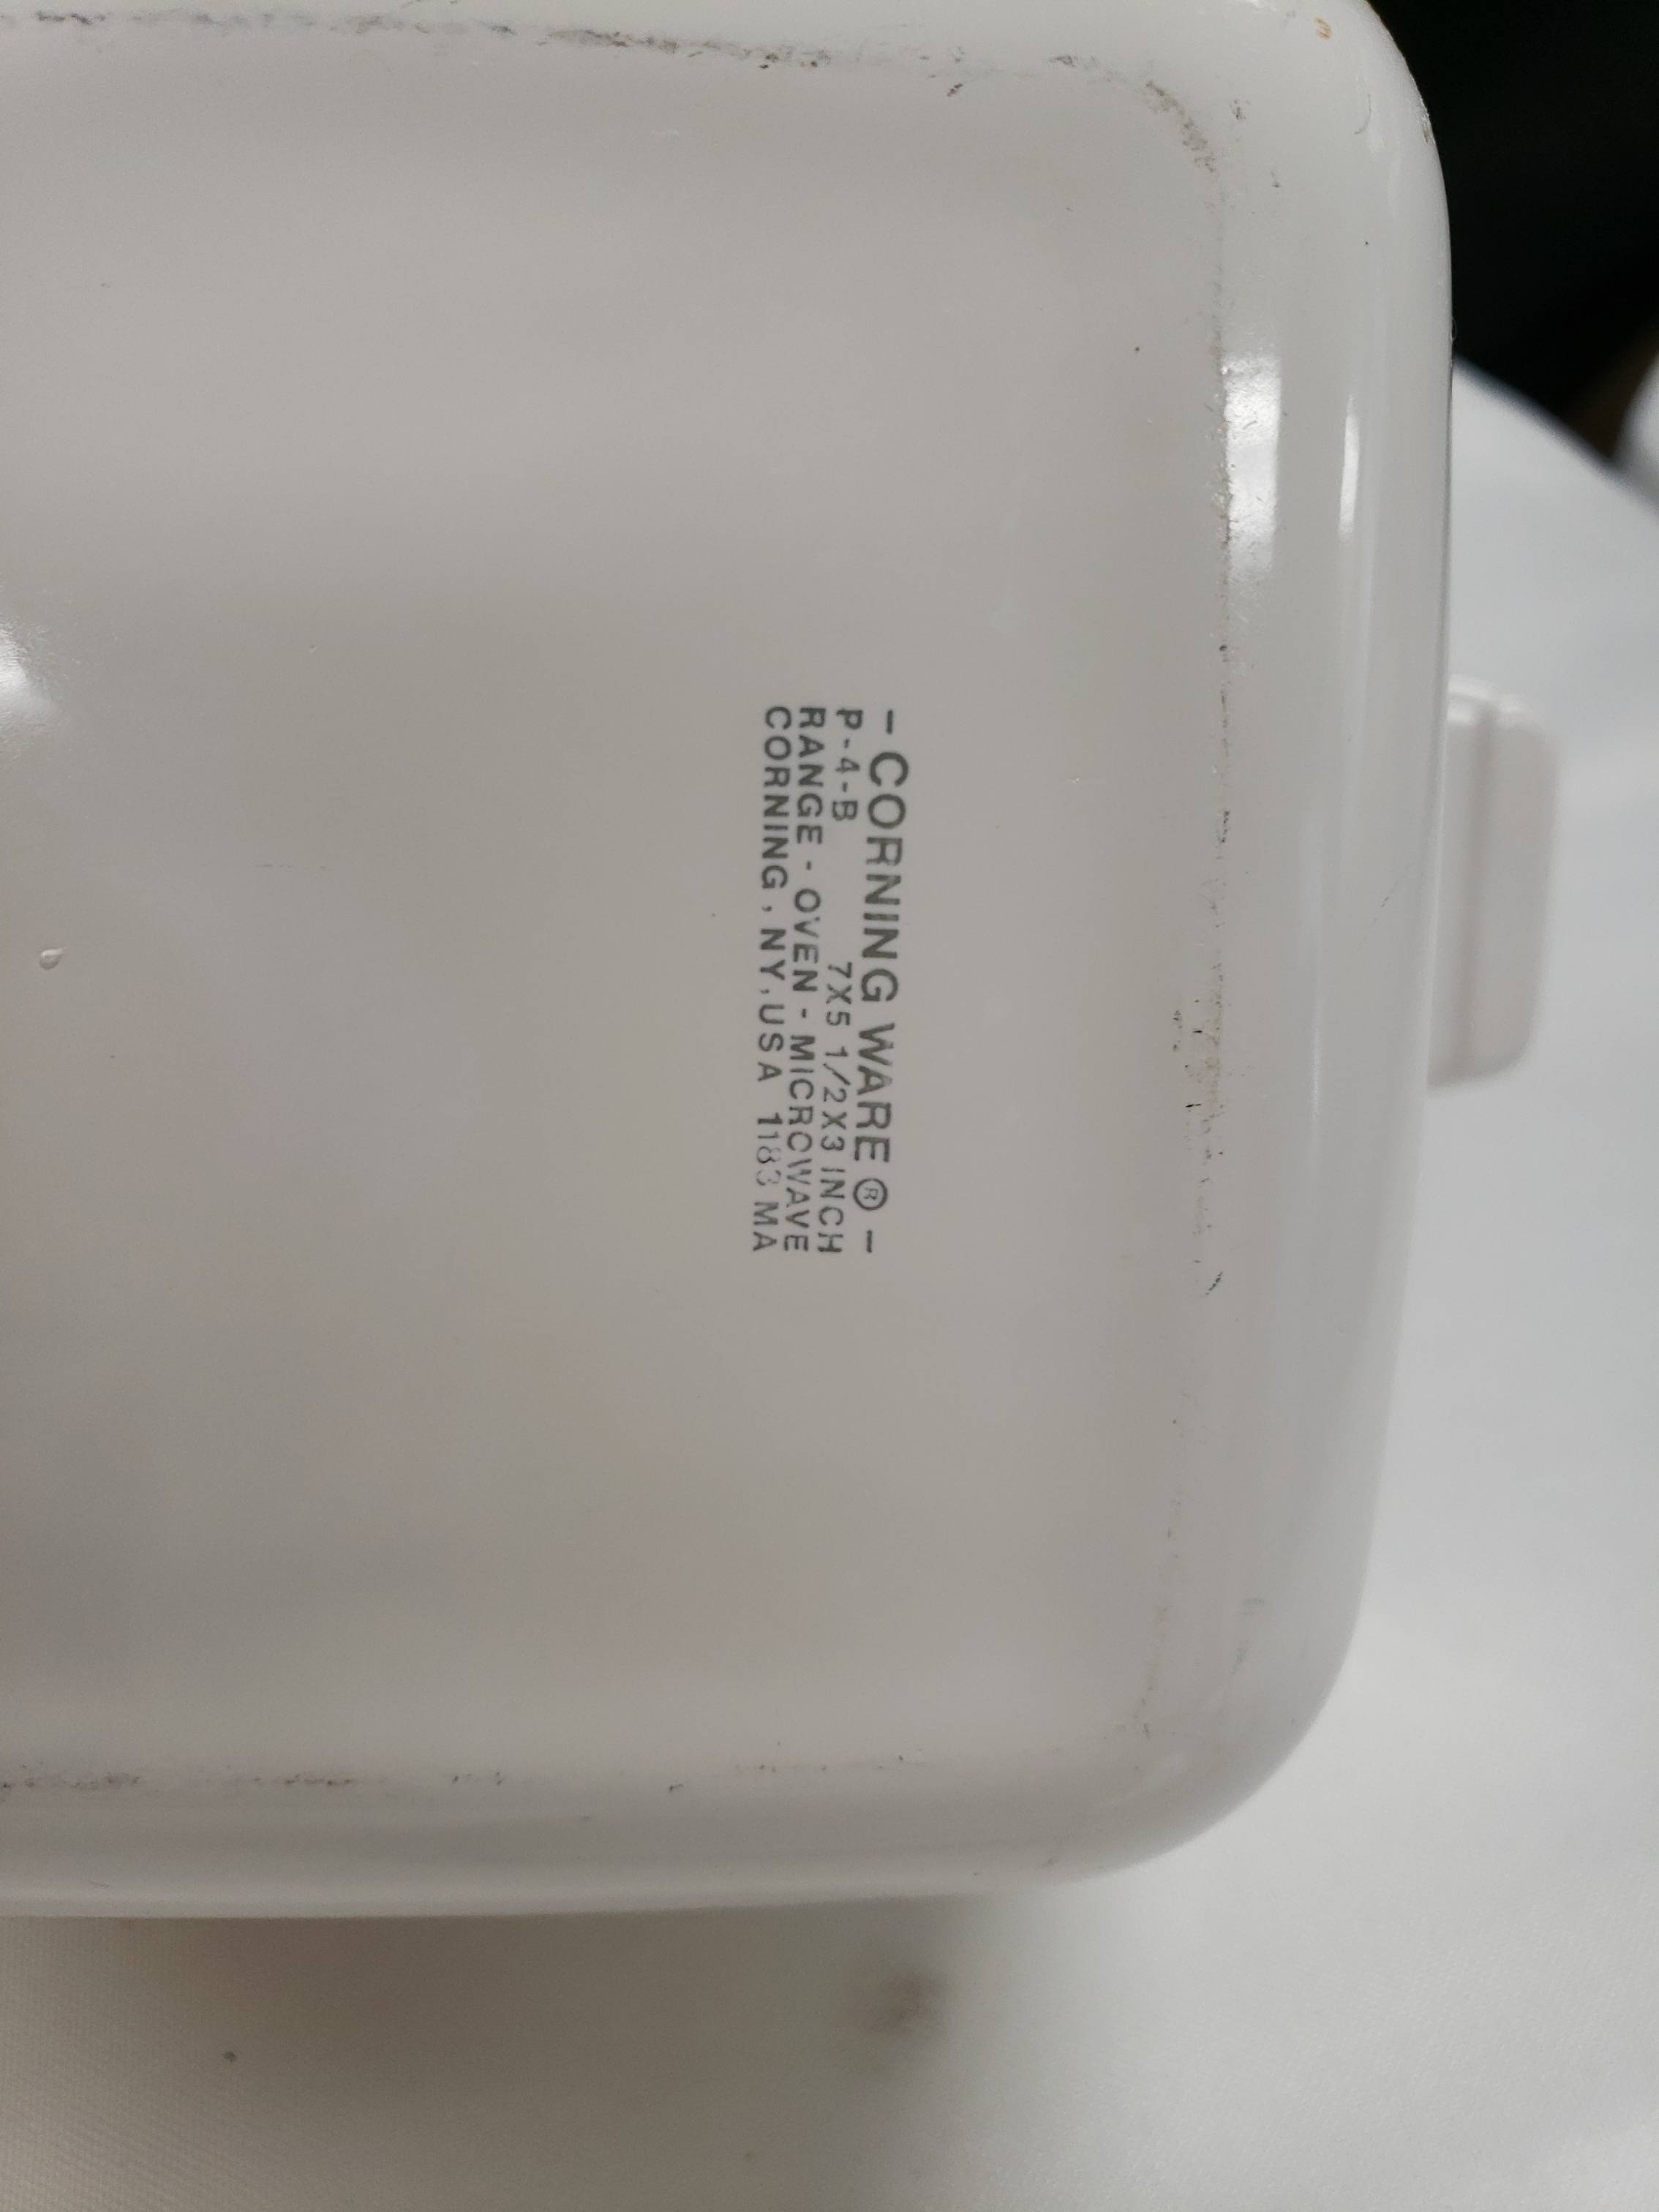 - CORNING WARE ® -
P-4-B 7X5 1/2X3 INCH
RANGE - OVEN - MICROWAVE
CORNING, NY, USA 1183 MA